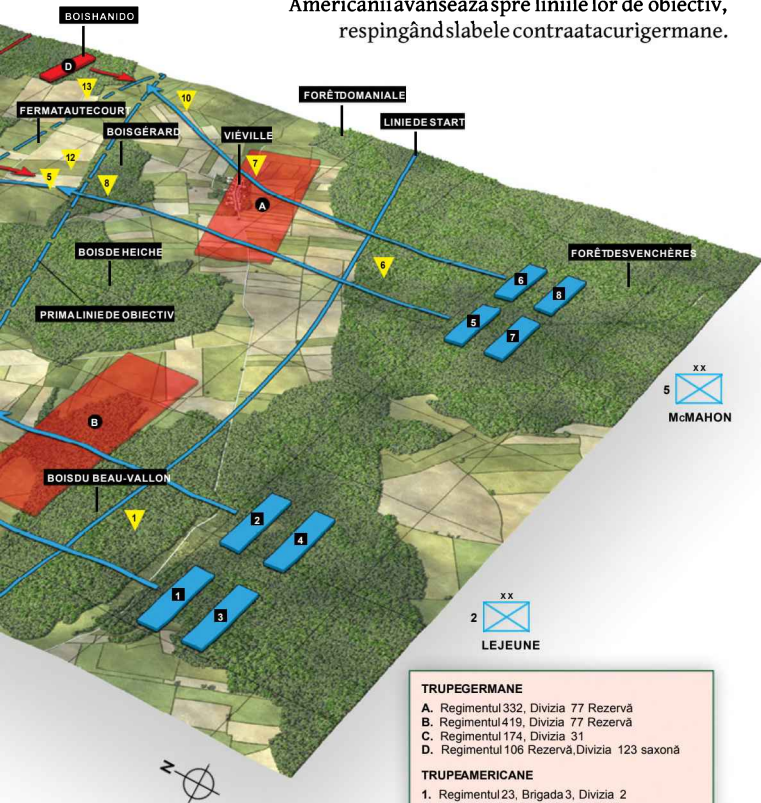 Americanii avansează spre liniile lor de obiectiv,
respingând slabele contraatacuri germane.
BOIS HANIDO
D
13
10
FERMA TAUTECOURT
BOIS GÉRARD
VIÉVILLE
FORÊT DOMANIALE
LINIE DE START
12
5
8
7
A
BOIS DE HEICHE
6
FORÊT DES VENCHÈRES
PRIMA LINIE DE OBIECTIV
6
8
5
7
xx
5
McMAHON
B
BOIS DU BEAU-VALLON
1
2
4
1
3
xx
2
LEJEUNE
N
TRUPE GERMANE
A. Regimentul 332, Divizia 77 Rezervă
B. Regimentul 419, Divizia 77 Rezervă
C. Regimentul 174, Divizia 31
D. Regimentul 106 Rezervă, Divizia 123 saxonă
TRUPE AMERICANE
1. Regimentul 23, Brigada 3, Divizia 2